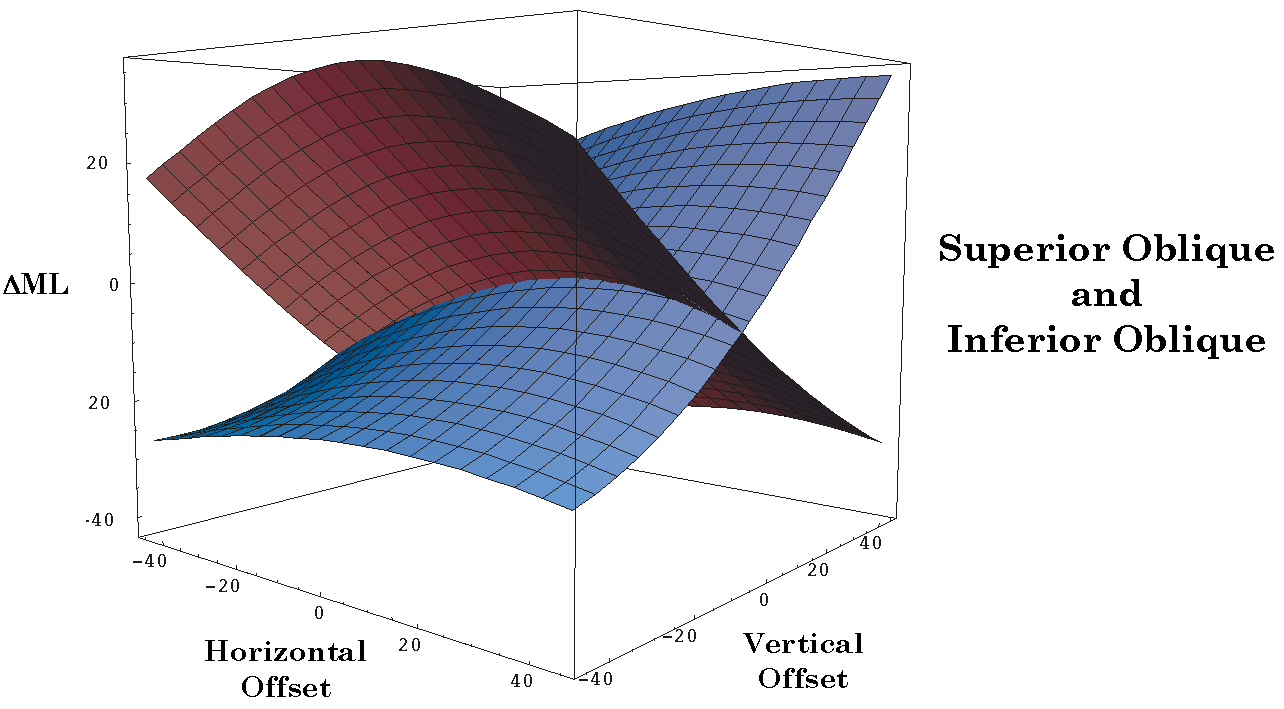 20
ΔML
0
20
-40
−40
−20
0
20
40
Horizontal
Offset
−40
−20
0
20
40
Vertical
Offset
Superior Oblique
and
Inferior Oblique